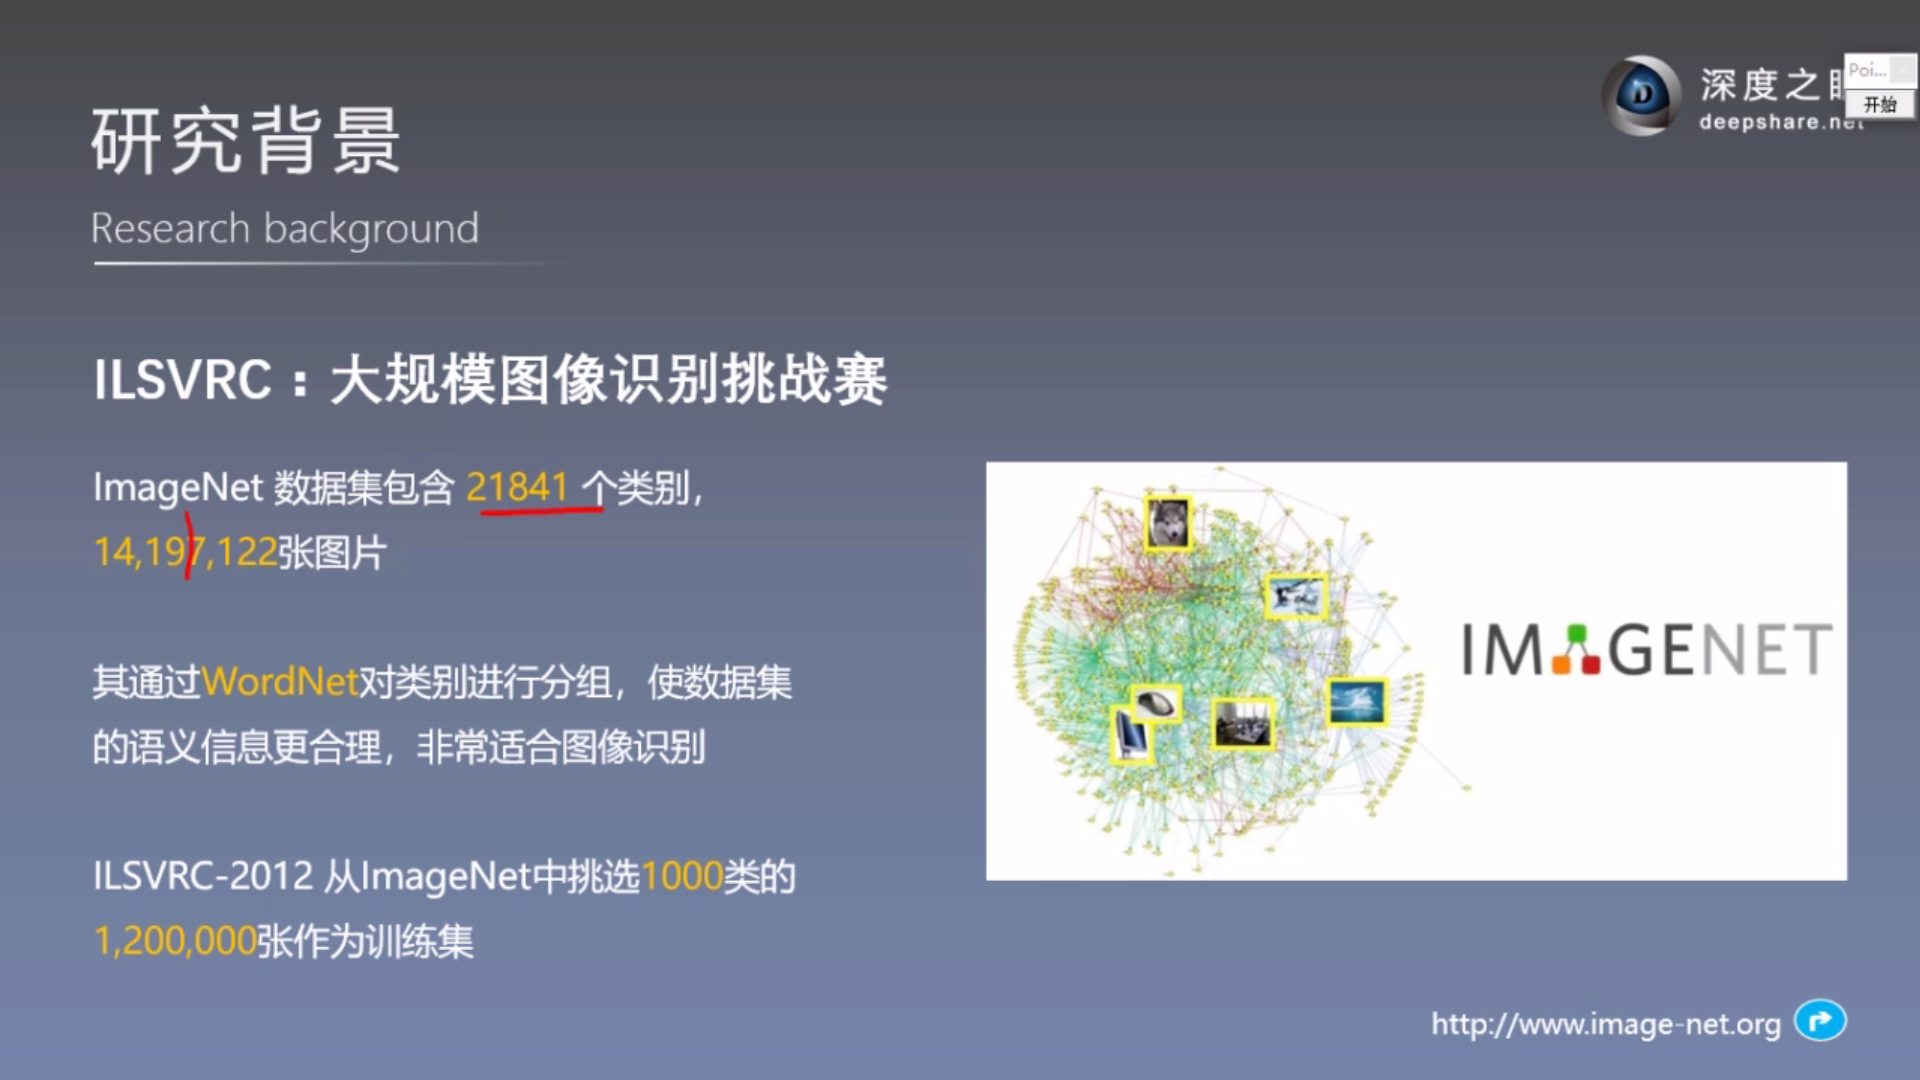 深度之
deepshare.net
Poi...
开始
研究背景
Research background
ILSVRC：大规模图像识别挑战赛
ImageNet 数据集包含 21841 个类别，
14,197,122张图片
其通过WordNet对类别进行分组，使数据集
的语义信息更合理，非常适合图像识别
IMAGENET
ILSVRC-2012 从ImageNet中挑选1000类的
1,200,000张作为训练集
http://www.image-net.org